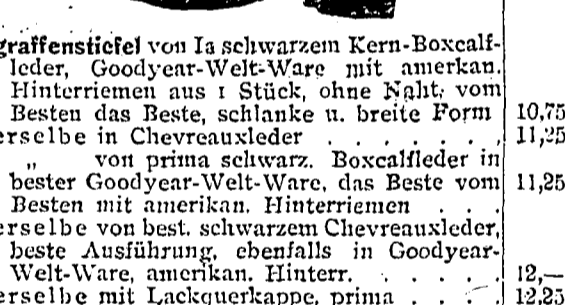 graffenstiefel von Ia schwarzem Kern-Boxcalf-
leder, Goodyear-Welt-Ware mit amerkan.
Hinterriemen aus 1 Stück, ohne Naht, vom
Besten das Beste, schlanke u. breite Form 10,75
erselbe in Chevreauxleder . . . . . . . 11,25
„ von prima schwarz. Boxcalfleder in
bester Goodyear-Welt-Ware, das Beste vom 11,25
Besten mit amerikan. Hinterriemen . . .
erselbe von best. schwarzem Chevreauxleder,
beste Ausführung, ebenfalls in Goodyear-
Welt-Ware, amerikan. Hinterr. . . . . . 12,—
erselbe mit Lackquerkappe, prima . . . . 12,25